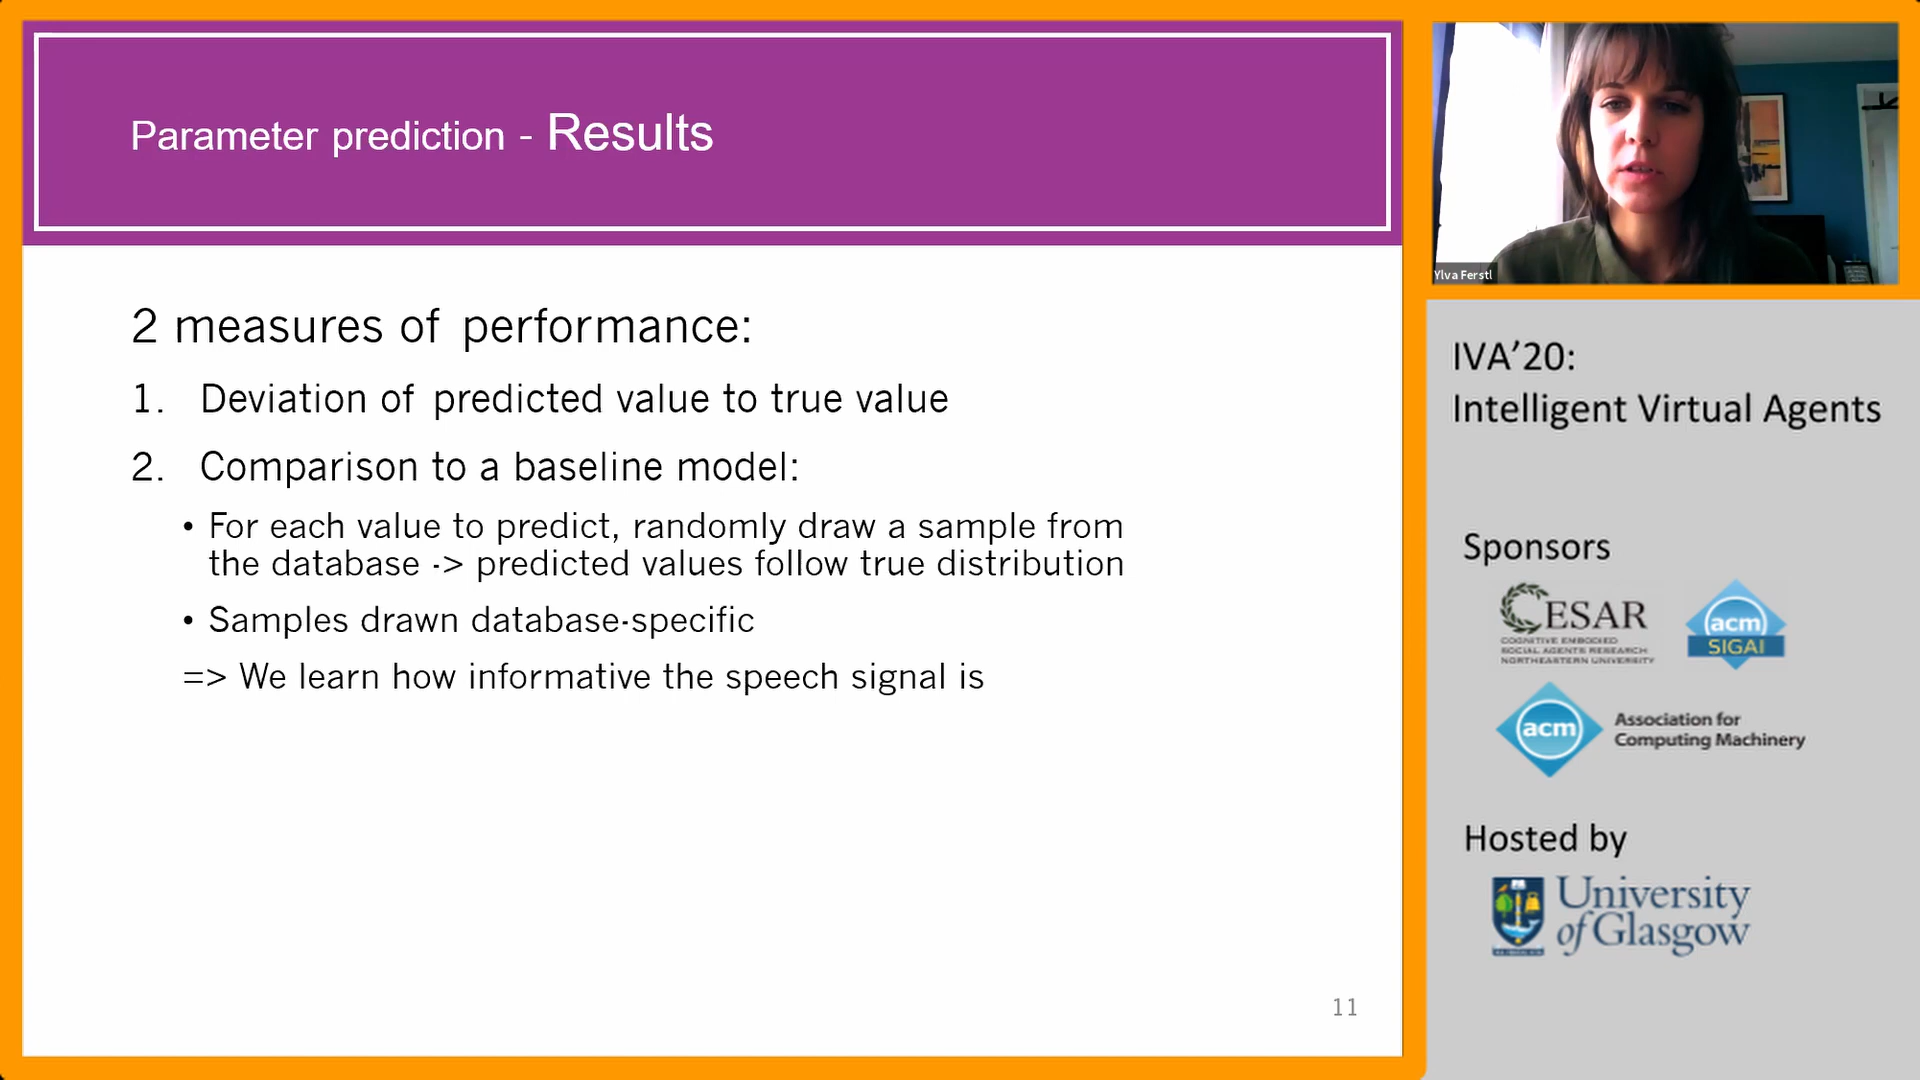 Parameter prediction - Results
2 measures of performance:
1. Deviation of predicted value to true value
2. Comparison to a baseline model:
• For each value to predict, randomly draw a sample from
the database -> predicted values follow true distribution
• Samples drawn database-specific
=> We learn how informative the speech signal is
11
Ylva Ferstl
IVA’20:
Intelligent Virtual Agents
Sponsors
CESAR
COGNITIVE EMBODIED
SOCIAL AGENTS RESEARCH
NORTHEASTERN UNIVERSITY
acm
SIGAI
acm
Association for
Computing Machinery
Hosted by
University
of Glasgow